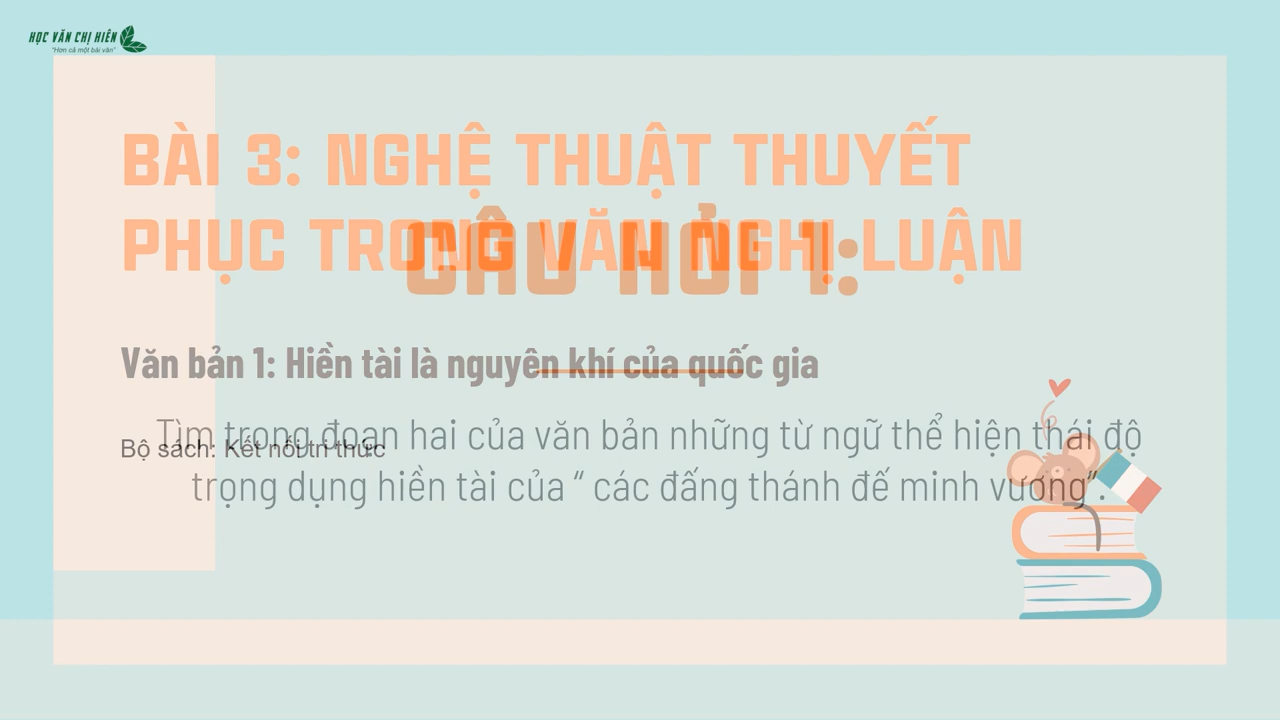 HỌC VĂN CHỊ HIÊN
"Hơn cả một bài văn"
BÀI 3: NGHỆ THUẬT THUYẾT
PHỤC TRONG VĂN NGHỊ LUẬN
CÂU HỎI 1:
Văn bản 1: Hiền tài là nguyên khí của quốc gia
Tìm trong đoạn hai của văn bản những từ ngữ thể hiện thái độ
Bộ sách: Kết nối tri thức
trọng dụng hiền tài của “ các đấng thánh đế minh vương”.